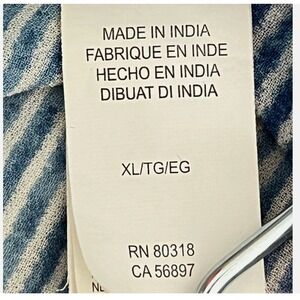 MADE IN INDIA
FABRIQUE EN INDE
HECHO EN INDIA
DIBUAT DI INDIA
XL/TG/EG
RN 80318
CA 56897